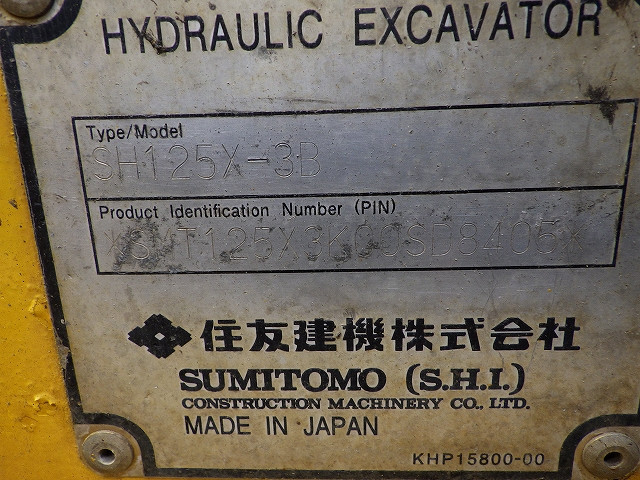 HYDRAULIC EXCAVATOR
Type/Model
SH125X-3B
Product Identification Number (PIN)
住友建機株式会社
SUMITOMO (S.H.I.)
CONSTRUCTION MACHINERY CO., LTD.
MADE IN JAPAN
KHP15800-00